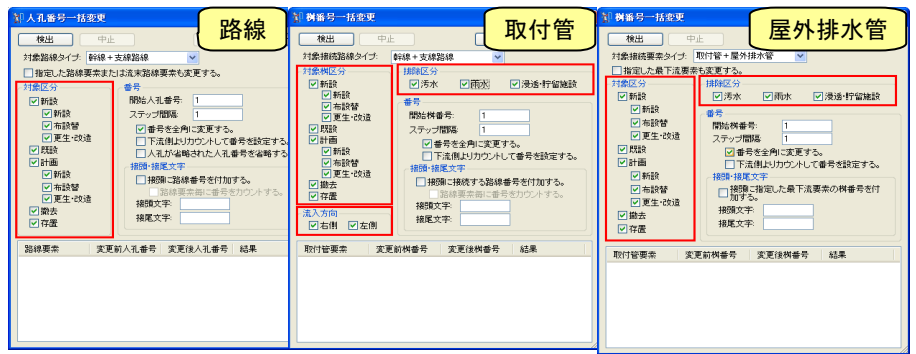 人孔番号一括変更
路線
検出
中止
対象路線タイプ:
幹線+支線路線
指定した路線要素または流末路線要素も変更する。
対象区分
新設
新設
布設替
更生・改造
既設
計画
新設
布設替
更生・改造
撤去
存置
番号
開始人孔番号:
1
ステップ間隔:
1
番号を全角に変更する。
下流側よりカウントして番号を設定する
人孔が省略された人孔番号を省略する
接頭・接尾文字
接頭に路線番号を付加する。
路線要素毎に番号をカウントする。
接頭文字:
接尾文字:
路線要素
変更前人孔番号
変更後人孔番号
結果
桝番号一括変更
取付管
検出
中止
対象接続路線タイプ:
幹線+支線路線
対象桝区分
新設
新設
布設替
更生・改造
既設
計画
新設
布設替
更生・改造
撤去
存置
流入方向
右側
左側
排除区分
汚水
雨水
浸透・貯留施設
番号
開始桝番号:
1
ステップ間隔:
1
番号を全角に変更する。
下流側よりカウントして番号を設定する。
接頭・接尾文字
接頭に接続する路線番号を付加する。
路線要素毎に番号をカウントする。
接頭文字:
接尾文字:
取付管要素
変更前桝番号
変更後桝番号
結果
桝番号一括変更
屋外排水管
検出
中止
対象接続要素タイプ:
取付管+屋外排水管
指定した最下流要素も変更する。
対象区分
新設
新設
布設替
更生・改造
既設
計画
新設
布設替
更生・改造
撤去
存置
排除区分
汚水
雨水
浸透・貯留施設
番号
開始桝番号:
1
ステップ間隔:
1
番号を全角に変更する。
下流側よりカウントして番号を設定する。
接頭・接尾文字
接頭に指定した最下流要素の桝番号を付
加する。
接頭文字:
接尾文字:
取付管要素
変更前桝番号
変更後桝番号
結果